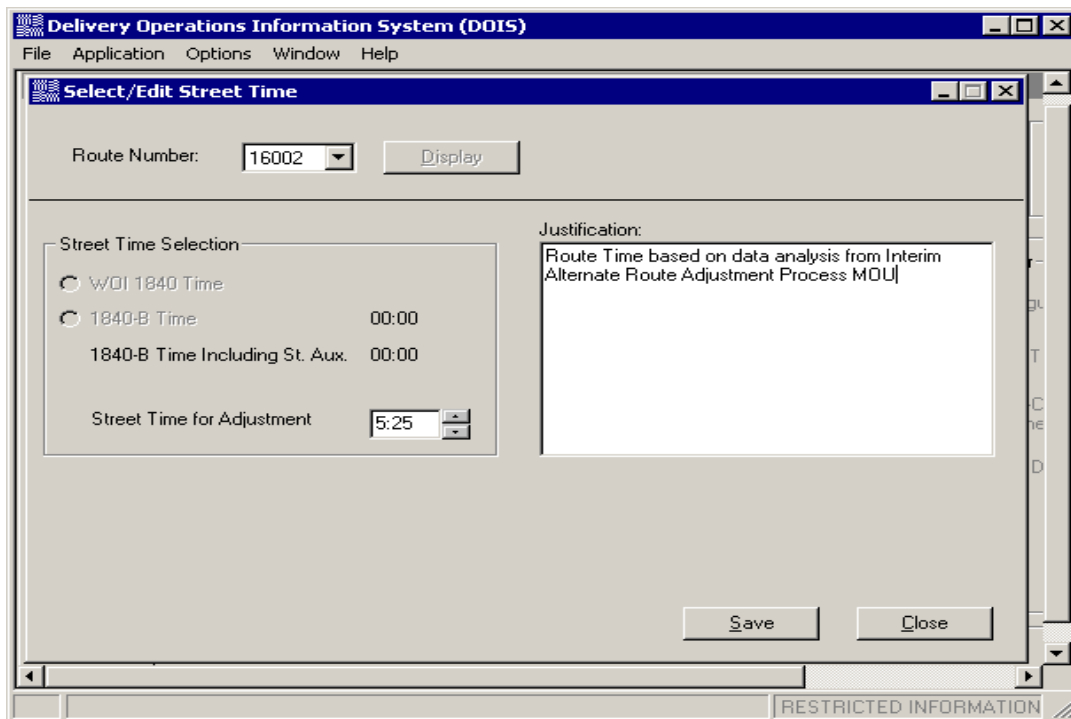 Delivery Operations Information System (DOIS)
File Application Options Window Help
Select/Edit Street Time
Route Number: 16002 Display
Street Time Selection
WOI 1840 Time
1840-B Time 00:00
1840-B Time Including St. Aux. 00:00
Street Time for Adjustment 5:25
Justification:
Route Time based on data analysis from Interim
Alternate Route Adjustment Process MOU
Save Close
RESTRICTED INFORMATION